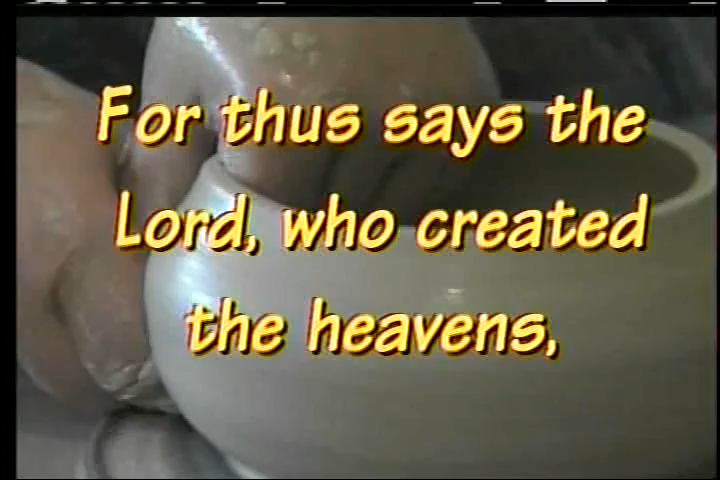 For thus says the
Lord, who created
the heavens,